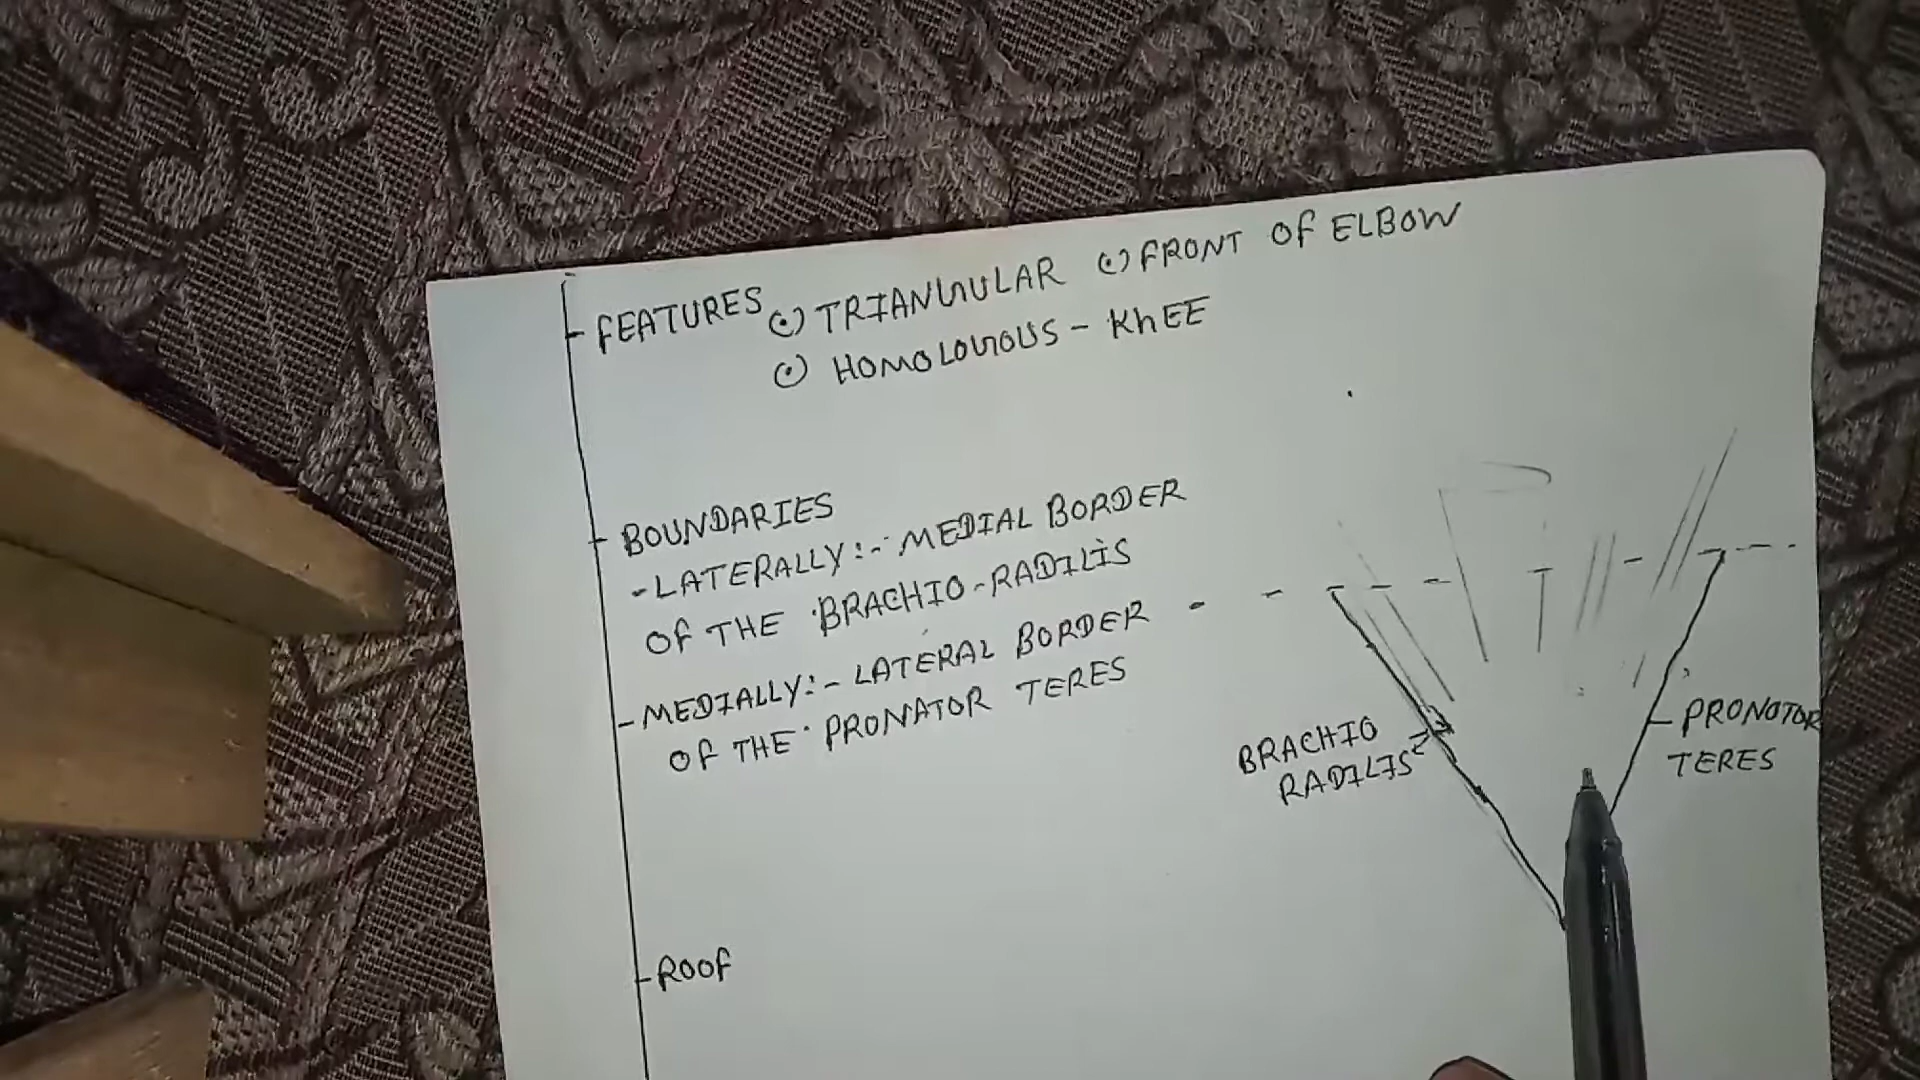 FEATURES ⊙ TRIANGULAR ⊙ FRONT OF ELBOW
⊙ HOMOLOGOUS - KhEE
BOUNDARIES
- LATERALLY:- MEDIAL BORDER
OF THE BRACHIO-RADILIS
- MEDIALLY:- LATERAL BORDER
OF THE PRONATOR TERES
BRACHIO
RADILIS
PRONOTOR
TERES
- ROOF